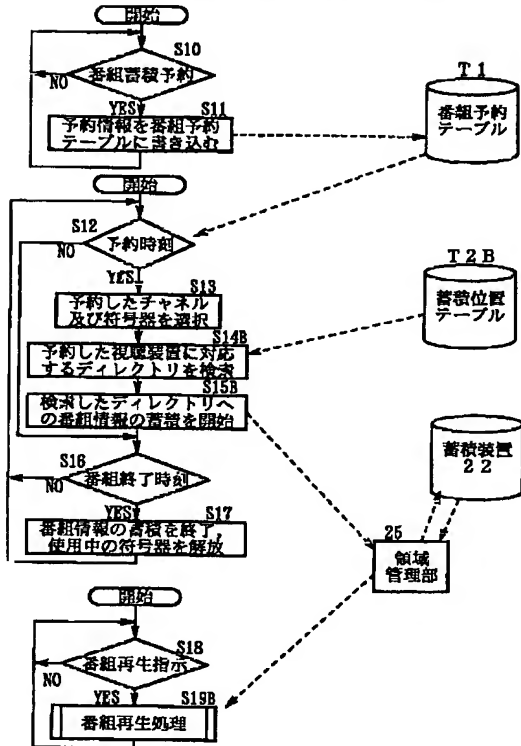 開始
S10
番組蓄積予約
NO
YES
S11
予約情報を番組予約
テーブルに書き込む
T1
番組予約
テーブル
開始
S12
予約時刻
NO
YES
S13
予約したチャネル
及び符号器を選択
S14B
予約した視聴装置に対応
するディレクトリを検索
S15B
検索したディレクトリへ
の番組情報の蓄積を開始
T2B
蓄積位置
テーブル
S16
番組終了時刻
NO
YES
S17
番組情報の蓄積を終了,
使用中の符号器を解放
蓄積装置
22
25
領域
管理部
開始
S18
番組再生指示
NO
YES
S19B
番組再生処理